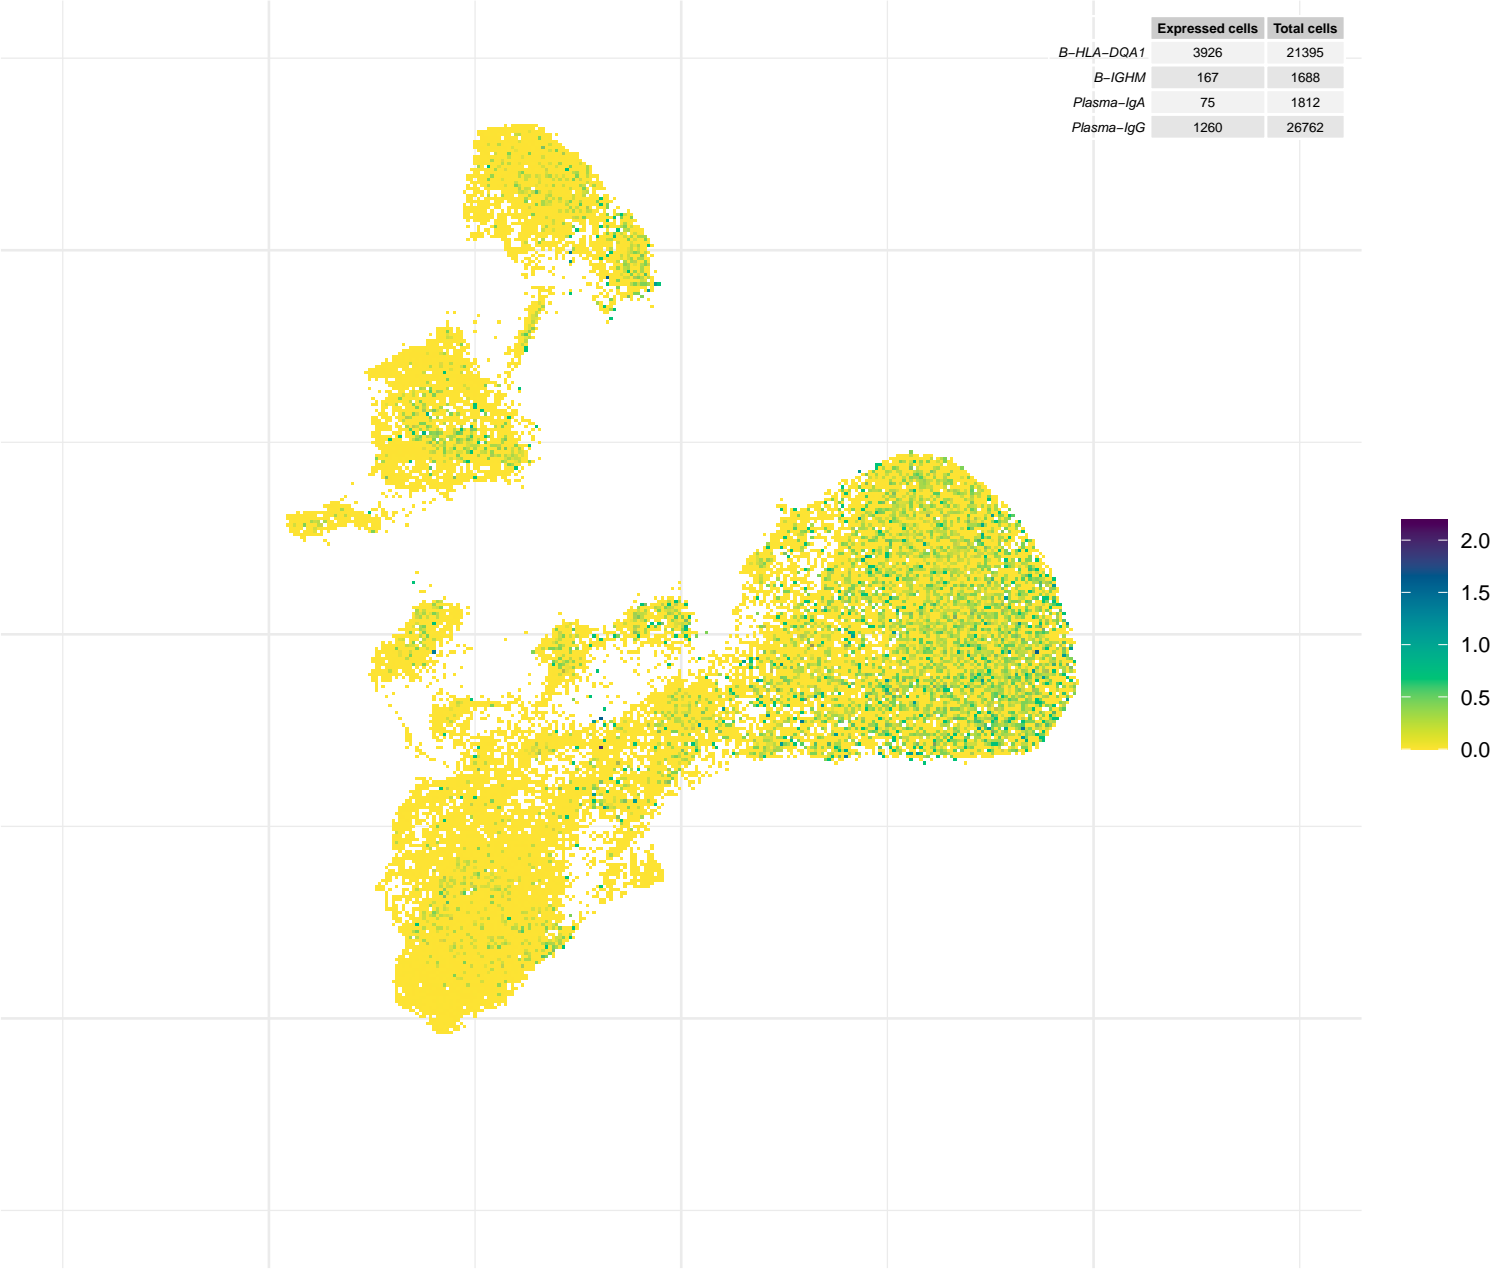 Expressed cells Total cells
B−HLA−DQA1 3926 21395
B−IGHM 167 1688
Plasma−IgA 75 1812
Plasma−IgG 1260 26762
2.0
1.5
1.0
0.5
0.0